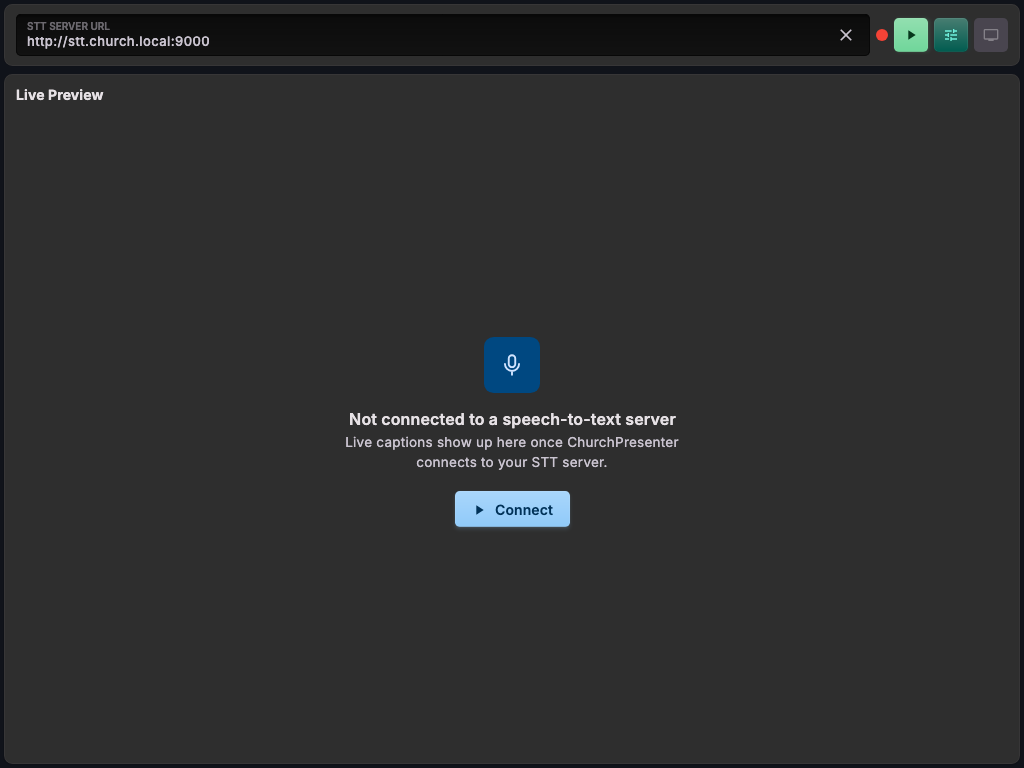 STT SERVER URL
http://stt.church.local:9000
Live Preview
Not connected to a speech-to-text server
Live captions show up here once ChurchPresenter
connects to your STT server.
Connect